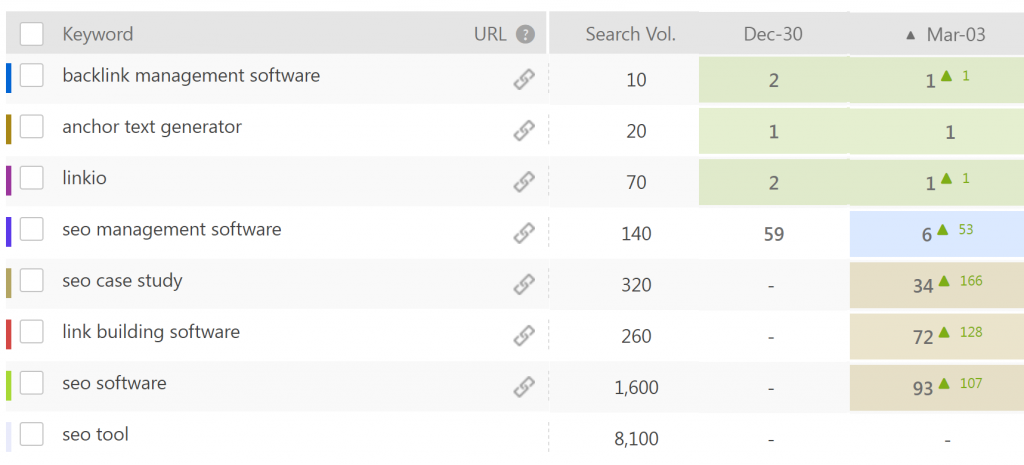 Keyword URL ? Search Vol. Dec-30 ▲ Mar-03
backlink management software 10 2 1 ▲ 1
anchor text generator 20 1 1
linkio 70 2 1 ▲ 1
seo management software 140 59 6 ▲ 53
seo case study 320 - 34 ▲ 166
link building software 260 - 72 ▲ 128
seo software 1,600 - 93 ▲ 107
seo tool 8,100 - -